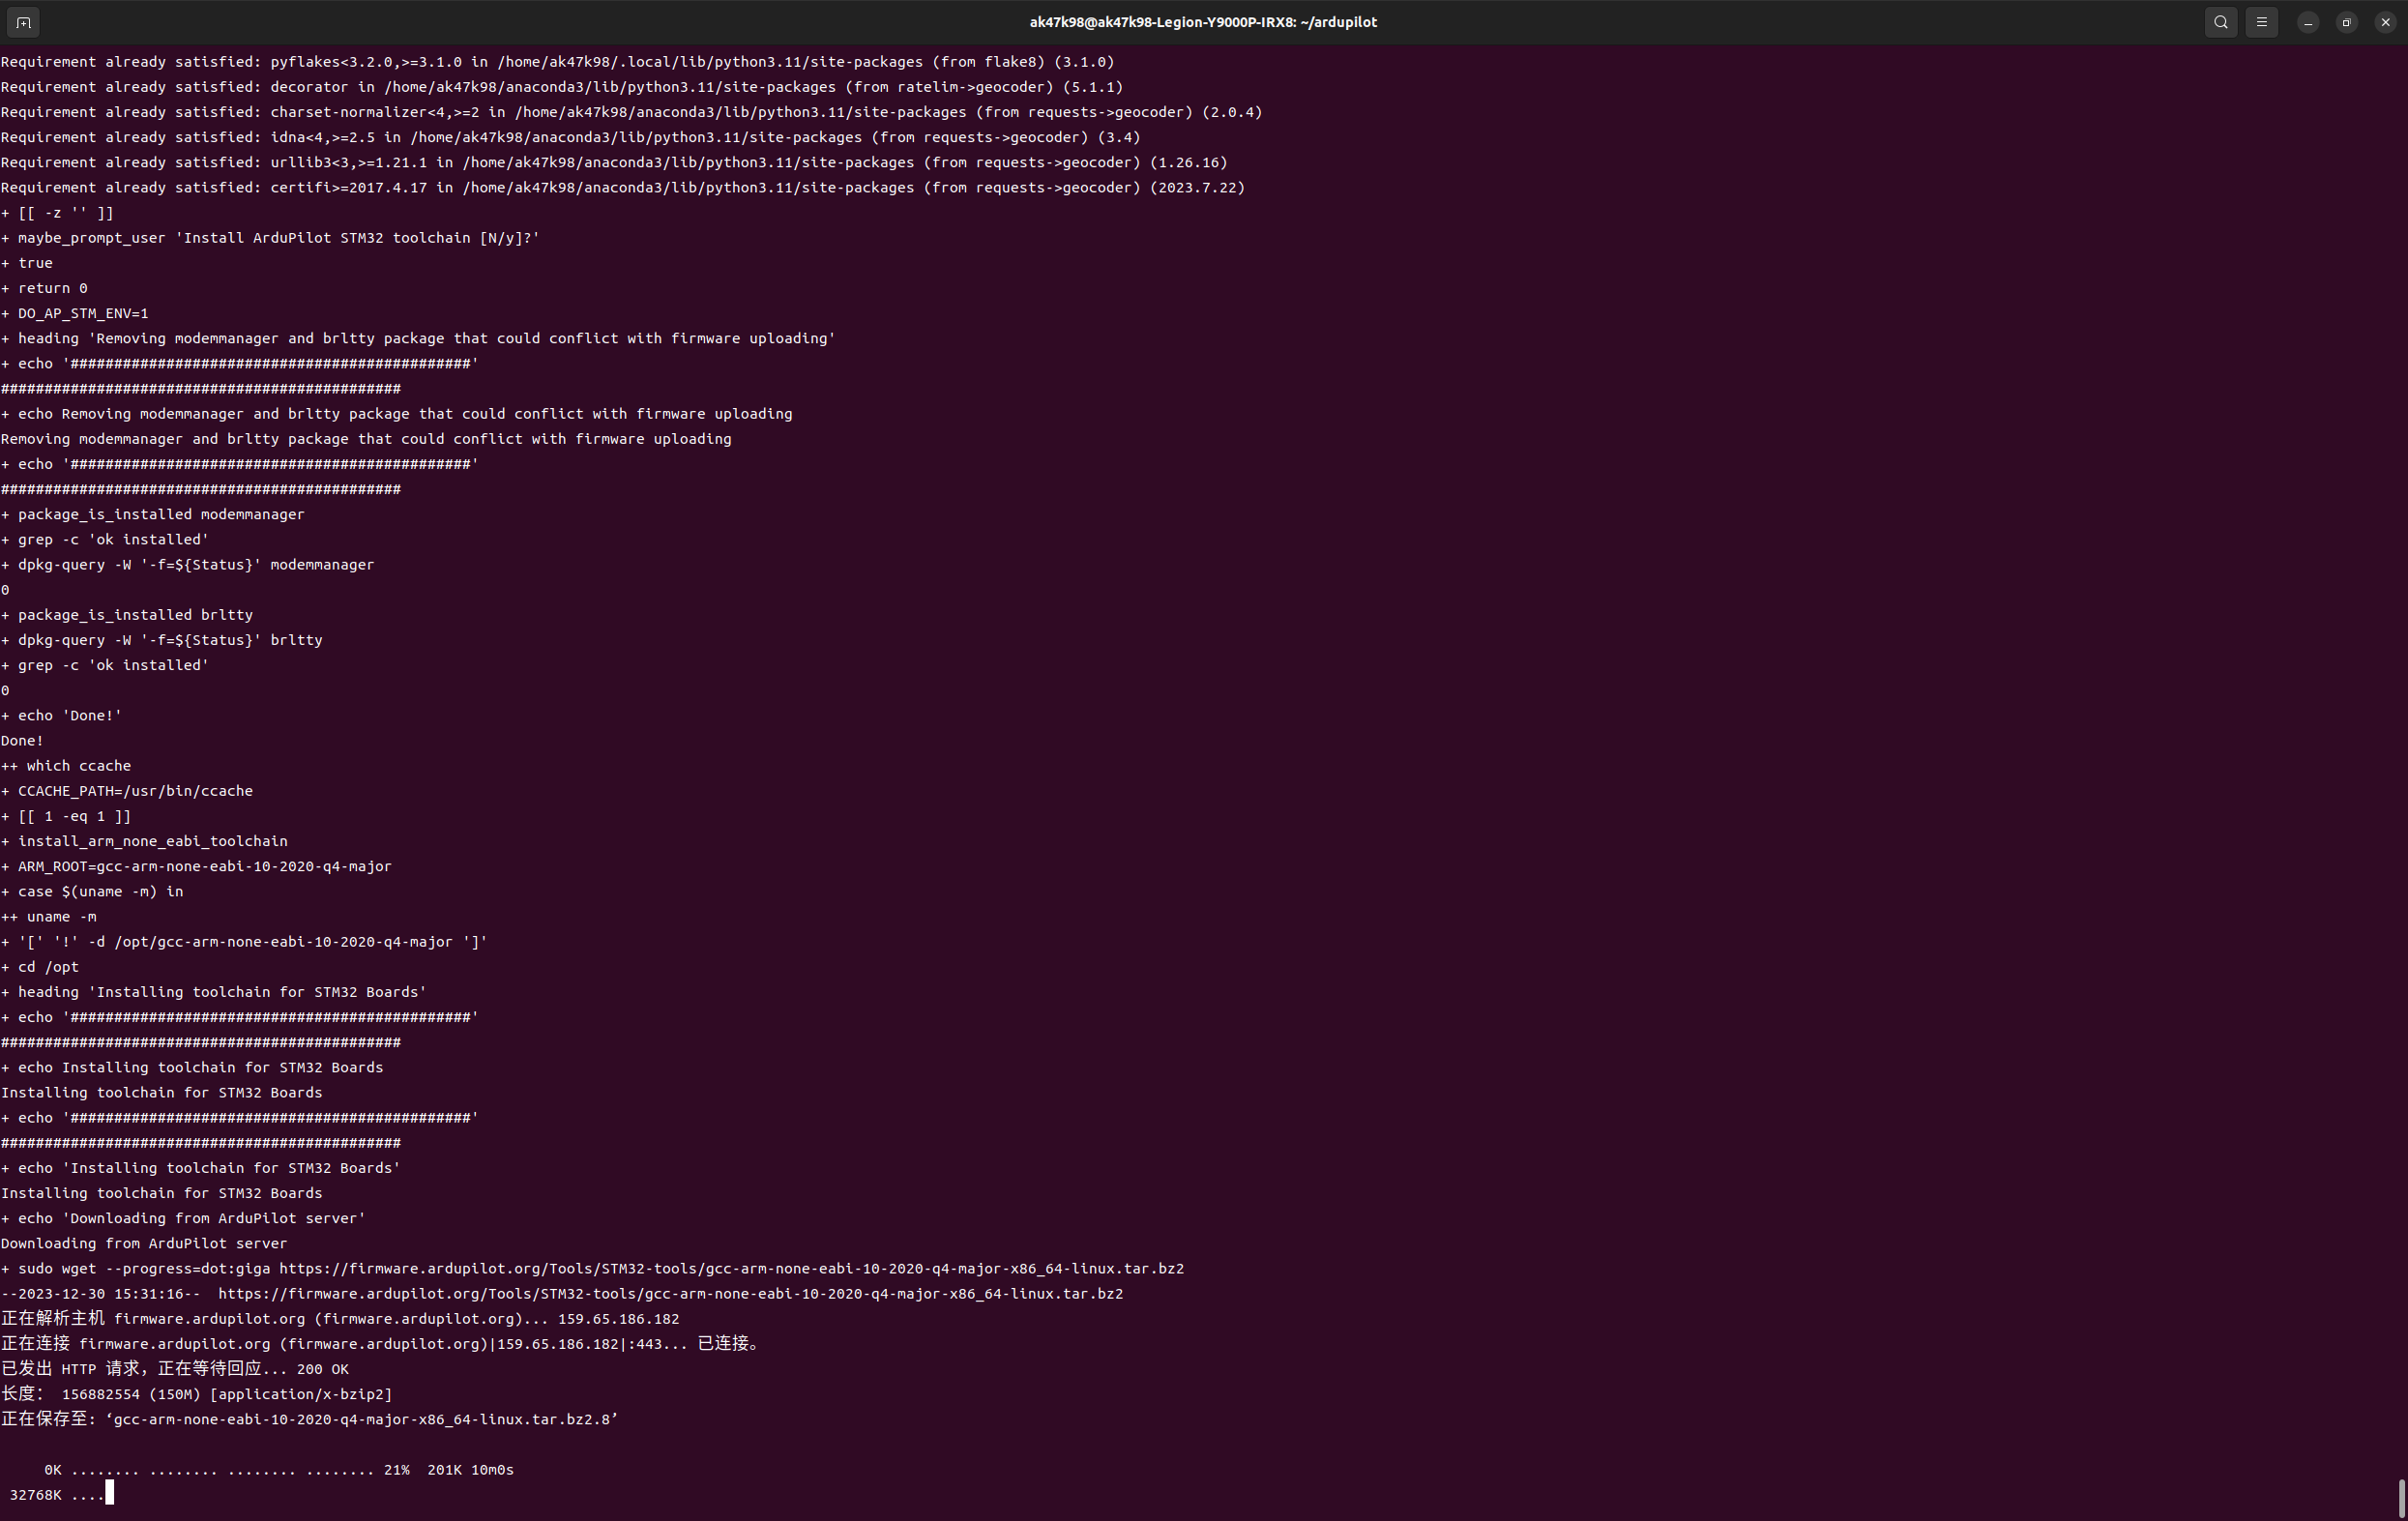 ak47k98@ak47k98-Legion-Y9000P-IRX8: ~/ardupilot
Requirement already satisfied: pyflakes<3.2.0,>=3.1.0 in /home/ak47k98/.local/lib/python3.11/site-packages (from flake8) (3.1.0)
Requirement already satisfied: decorator in /home/ak47k98/anaconda3/lib/python3.11/site-packages (from ratelim->geocoder) (5.1.1)
Requirement already satisfied: charset-normalizer<4,>=2 in /home/ak47k98/anaconda3/lib/python3.11/site-packages (from requests->geocoder) (2.0.4)
Requirement already satisfied: idna<4,>=2.5 in /home/ak47k98/anaconda3/lib/python3.11/site-packages (from requests->geocoder) (3.4)
Requirement already satisfied: urllib3<3,>=1.21.1 in /home/ak47k98/anaconda3/lib/python3.11/site-packages (from requests->geocoder) (1.26.16)
Requirement already satisfied: certifi>=2017.4.17 in /home/ak47k98/anaconda3/lib/python3.11/site-packages (from requests->geocoder) (2023.7.22)
+ [[ -z '' ]]
+ maybe_prompt_user 'Install ArduPilot STM32 toolchain [N/y]?'
+ true
+ return 0
+ DO_AP_STM_ENV=1
+ heading 'Removing modemmanager and brltty package that could conflict with firmware uploading'
+ echo '##############################################'
##############################################
+ echo Removing modemmanager and brltty package that could conflict with firmware uploading
Removing modemmanager and brltty package that could conflict with firmware uploading
+ echo '##############################################'
##############################################
+ package_is_installed modemmanager
+ grep -c 'ok installed'
+ dpkg-query -W '-f=${Status}' modemmanager
0
+ package_is_installed brltty
+ dpkg-query -W '-f=${Status}' brltty
+ grep -c 'ok installed'
0
+ echo 'Done!'
Done!
++ which ccache
+ CCACHE_PATH=/usr/bin/ccache
+ [[ 1 -eq 1 ]]
+ install_arm_none_eabi_toolchain
+ ARM_ROOT=gcc-arm-none-eabi-10-2020-q4-major
+ case $(uname -m) in
++ uname -m
+ '[' '!' -d /opt/gcc-arm-none-eabi-10-2020-q4-major ']'
+ cd /opt
+ heading 'Installing toolchain for STM32 Boards'
+ echo '##############################################'
##############################################
+ echo Installing toolchain for STM32 Boards
Installing toolchain for STM32 Boards
+ echo '##############################################'
##############################################
+ echo 'Installing toolchain for STM32 Boards'
Installing toolchain for STM32 Boards
+ echo 'Downloading from ArduPilot server'
Downloading from ArduPilot server
+ sudo wget --progress=dot:giga https://firmware.ardupilot.org/Tools/STM32-tools/gcc-arm-none-eabi-10-2020-q4-major-x86_64-linux.tar.bz2
--2023-12-30 15:31:16--  https://firmware.ardupilot.org/Tools/STM32-tools/gcc-arm-none-eabi-10-2020-q4-major-x86_64-linux.tar.bz2
正在解析主机 firmware.ardupilot.org (firmware.ardupilot.org)... 159.65.186.182
正在连接 firmware.ardupilot.org (firmware.ardupilot.org)|159.65.186.182|:443... 已连接。
已发出 HTTP 请求，正在等待回应... 200 OK
长度： 156882554 (150M) [application/x-bzip2]
正在保存至: ‘gcc-arm-none-eabi-10-2020-q4-major-x86_64-linux.tar.bz2.8’
0K ........ ........ ........ ........ 21%  201K 10m0s
32768K ....